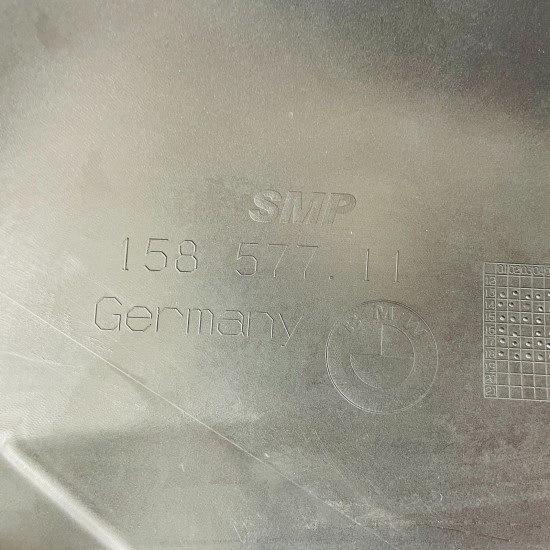 SMP
158 577.11
Germany
BMW